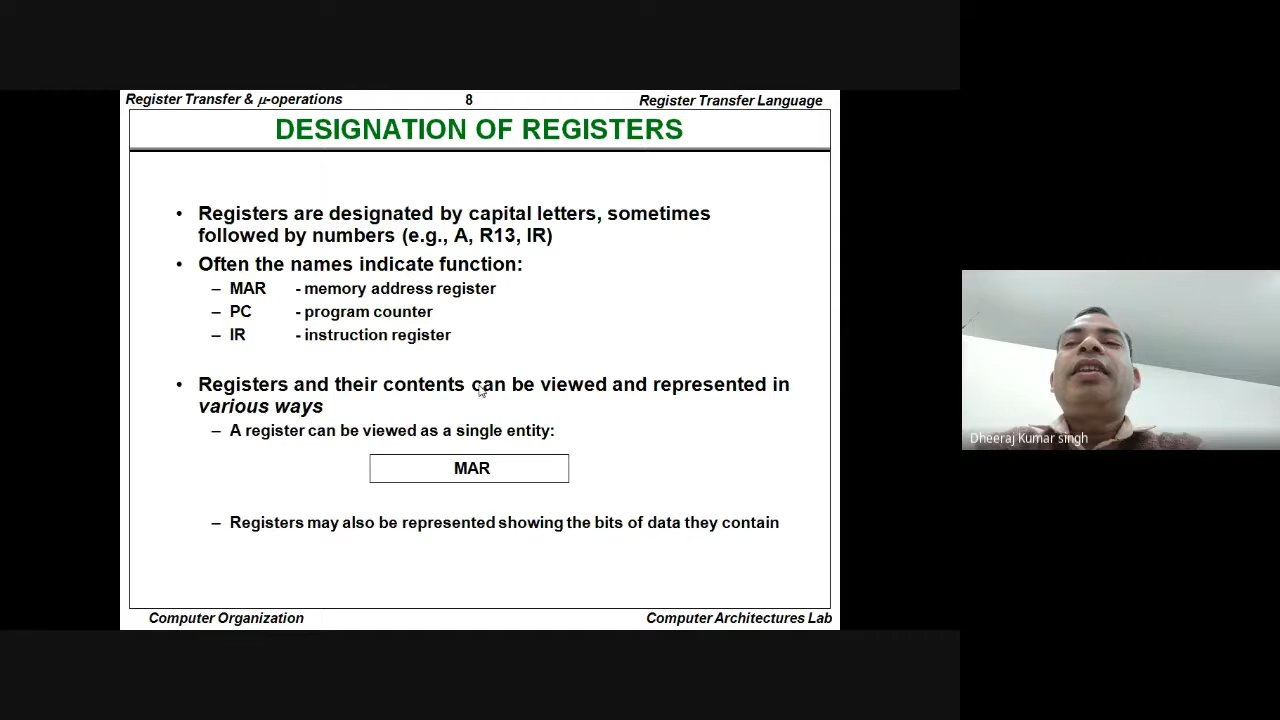 Register Transfer & μ-operations 8 Register Transfer Language
DESIGNATION OF REGISTERS
• Registers are designated by capital letters, sometimes
followed by numbers (e.g., A, R13, IR)
• Often the names indicate function:
– MAR - memory address register
– PC - program counter
– IR - instruction register
• Registers and their contents can be viewed and represented in
various ways
– A register can be viewed as a single entity:
MAR
– Registers may also be represented showing the bits of data they contain
Computer Organization Computer Architectures Lab
Dheeraj Kumar singh